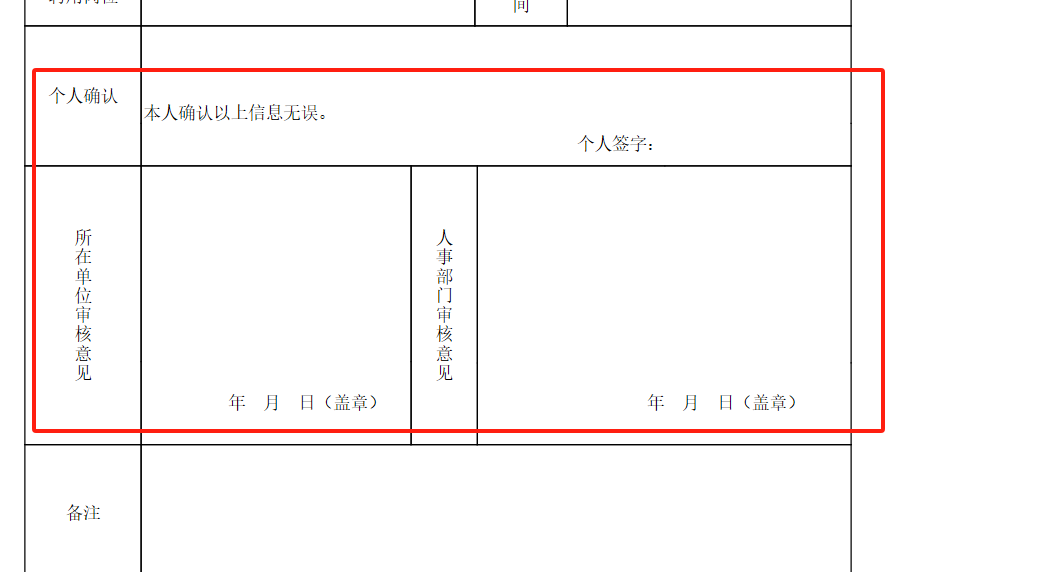 间
个人确认
本人确认以上信息无误。
个人签字:
所在单位审核意见
年 月 日(盖章)
人事部门审核意见
年 月 日(盖章)
备注